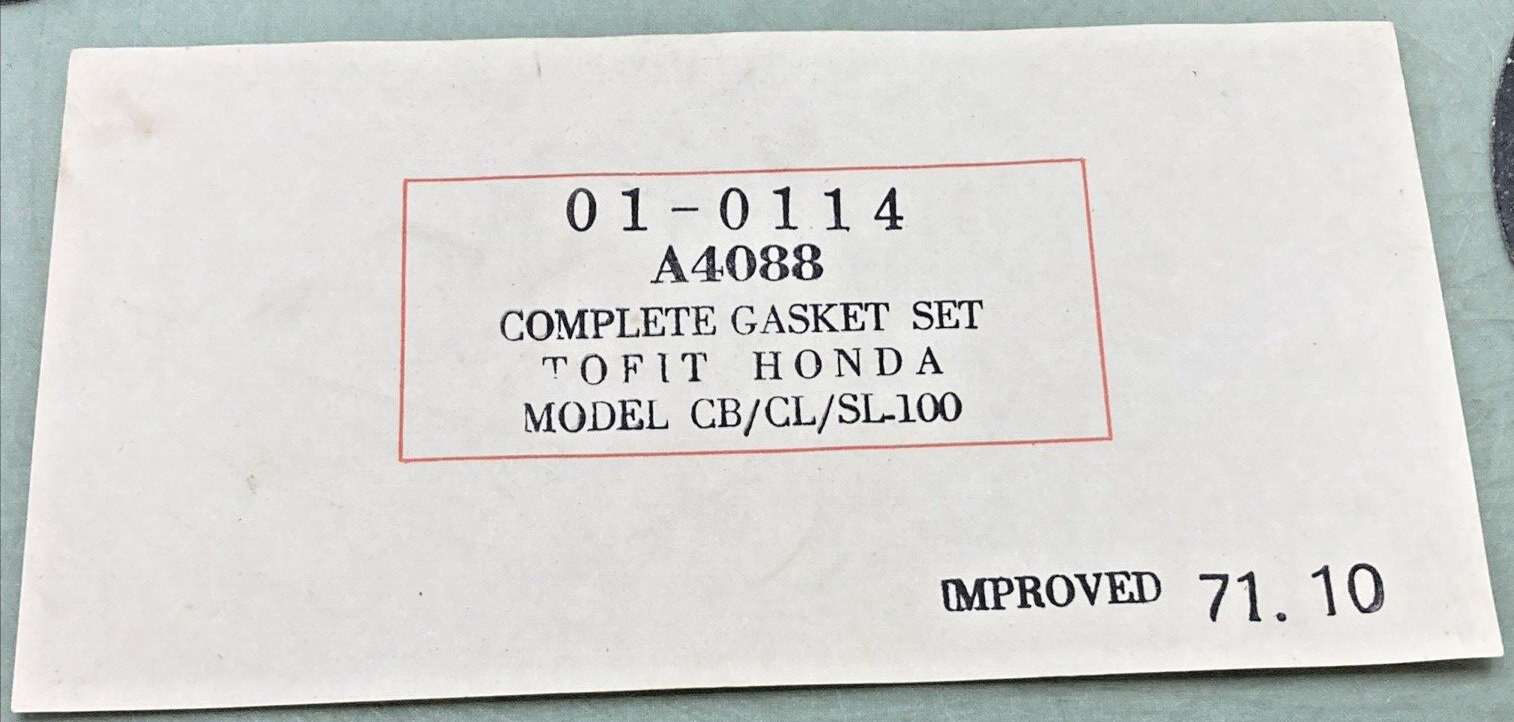 01-0114
A4088
COMPLETE GASKET SET
TOFIT HONDA
MODEL CB/CL/SL-100
IMPROVED 71.10